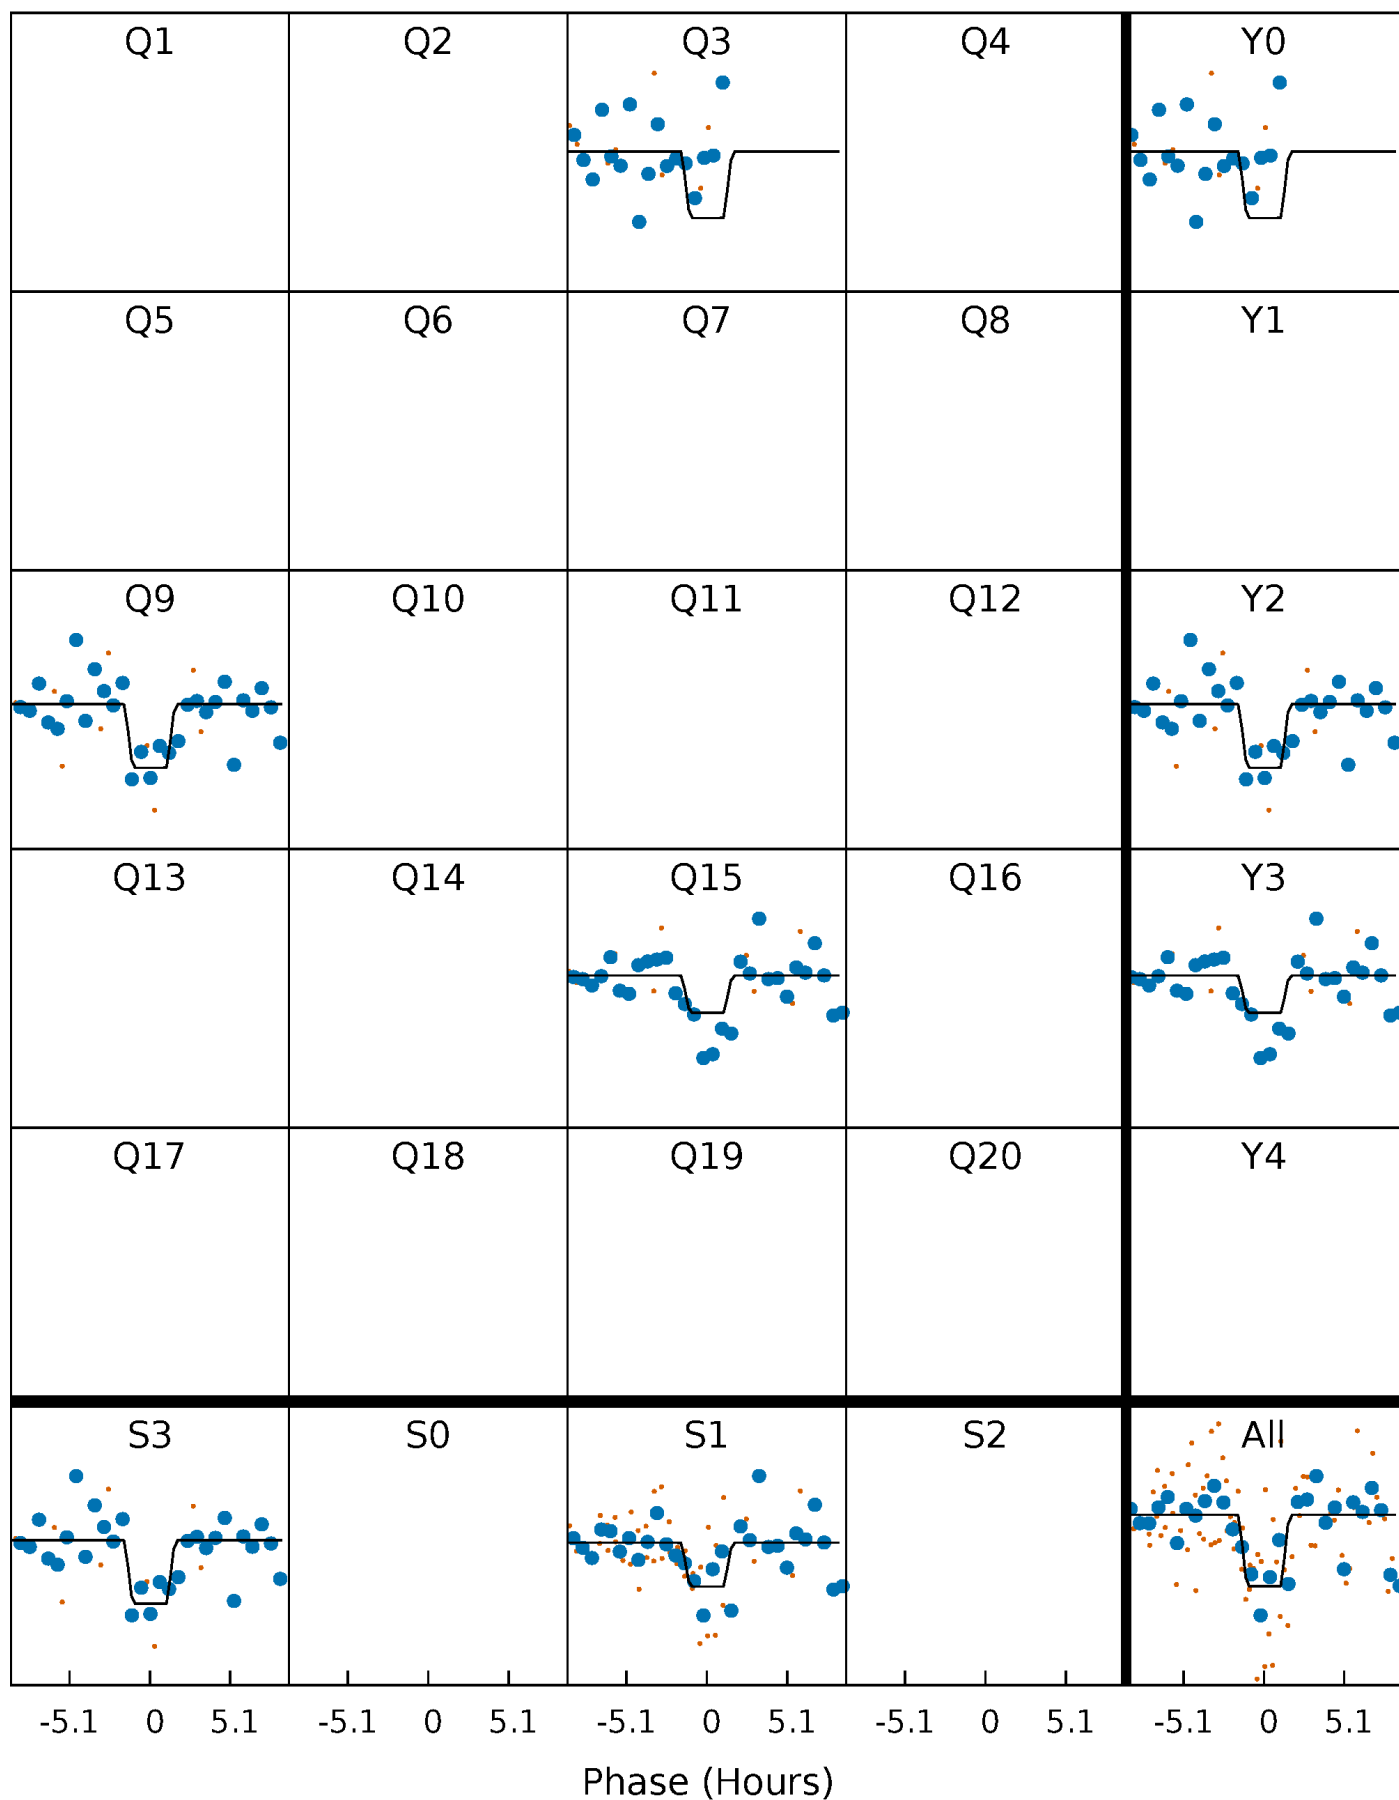 Q1 Q2 Q3 Q4 Y0
Q5 Q6 Q7 Q8 Y1
Q9 Q10 Q11 Q12 Y2
Q13 Q14 Q15 Q16 Y3
Q17 Q18 Q19 Q20 Y4
S3 S0 S1 S2 All
-5.1 0 5.1 -5.1 0 5.1 -5.1 0 5.1 -5.1 0 5.1 -5.1 0 5.1
Phase (Hours)